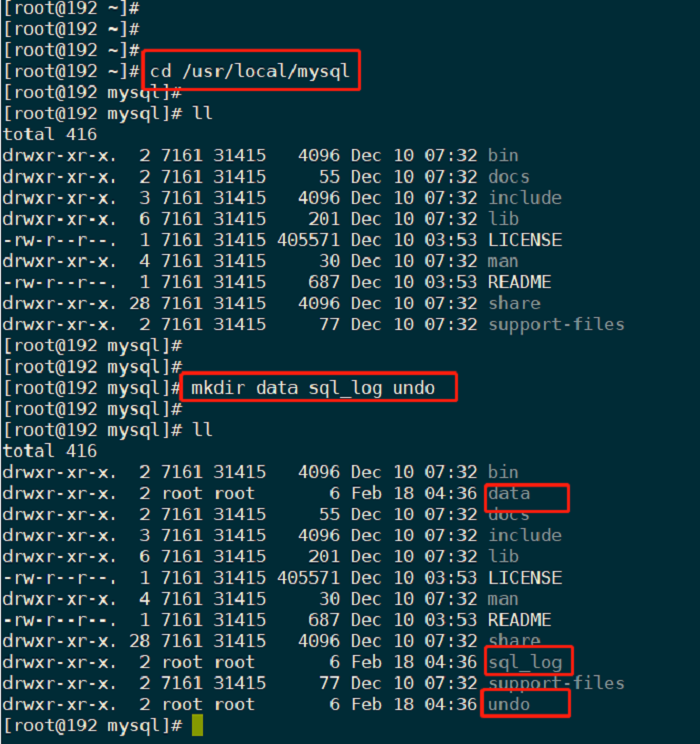 [root@192 ~]#
[root@192 ~]#
[root@192 ~]#
[root@192 ~]# cd /usr/local/mysql
[root@192 mysql]#
[root@192 mysql]# ll
total 416
drwxr-xr-x.  2 7161 31415   4096 Dec 10 07:32 bin
drwxr-xr-x.  2 7161 31415     55 Dec 10 07:32 docs
drwxr-xr-x.  3 7161 31415   4096 Dec 10 07:32 include
drwxr-xr-x.  6 7161 31415    201 Dec 10 07:32 lib
-rw-r--r--.  1 7161 31415 405571 Dec 10 03:53 LICENSE
drwxr-xr-x.  4 7161 31415     30 Dec 10 07:32 man
-rw-r--r--.  1 7161 31415    687 Dec 10 03:53 README
drwxr-xr-x. 28 7161 31415   4096 Dec 10 07:32 share
drwxr-xr-x.  2 7161 31415     77 Dec 10 07:32 support-files
[root@192 mysql]#
[root@192 mysql]#
[root@192 mysql]# mkdir data sql_log undo
[root@192 mysql]#
[root@192 mysql]# ll
total 416
drwxr-xr-x.  2 7161 31415   4096 Dec 10 07:32 bin
drwxr-xr-x.  2 root root       6 Feb 18 04:36 data
drwxr-xr-x.  2 7161 31415     55 Dec 10 07:32 docs
drwxr-xr-x.  3 7161 31415   4096 Dec 10 07:32 include
drwxr-xr-x.  6 7161 31415    201 Dec 10 07:32 lib
-rw-r--r--.  1 7161 31415 405571 Dec 10 03:53 LICENSE
drwxr-xr-x.  4 7161 31415     30 Dec 10 07:32 man
-rw-r--r--.  1 7161 31415    687 Dec 10 03:53 README
drwxr-xr-x. 28 7161 31415   4096 Dec 10 07:32 share
drwxr-xr-x.  2 root root       6 Feb 18 04:36 sql_log
drwxr-xr-x.  2 7161 31415     77 Dec 10 07:32 support-files
drwxr-xr-x.  2 root root       6 Feb 18 04:36 undo
[root@192 mysql]#